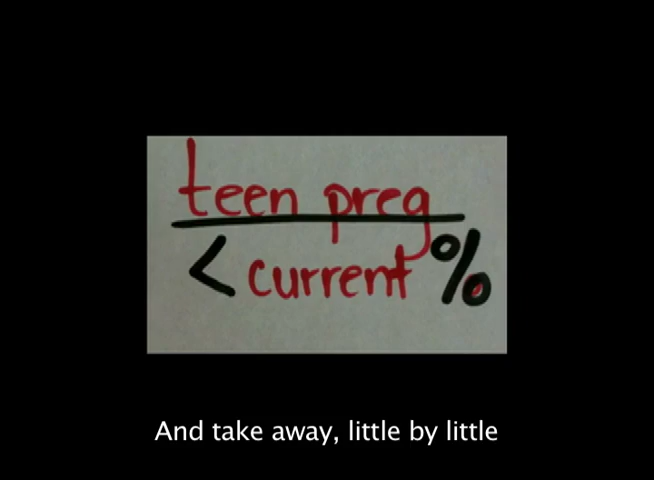 teen preg
< current %
And take away, little by little